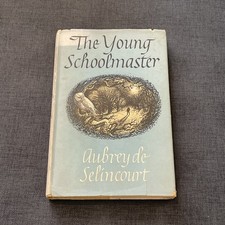 The Young
Schoolmaster
Aubrey de
Selincourt